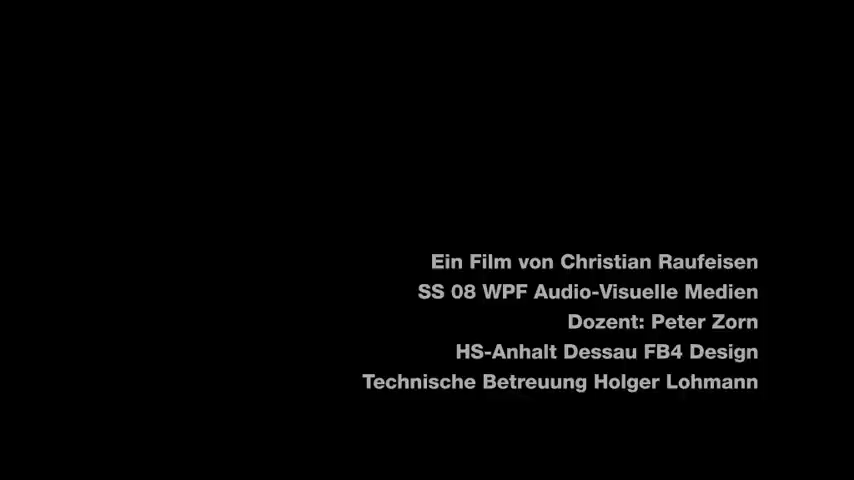 Ein Film von Christian Raufeisen
SS 08 WPF Audio-Visuelle Medien
Dozent: Peter Zorn
HS-Anhalt Dessau FB4 Design
Technische Betreuung Holger Lohmann